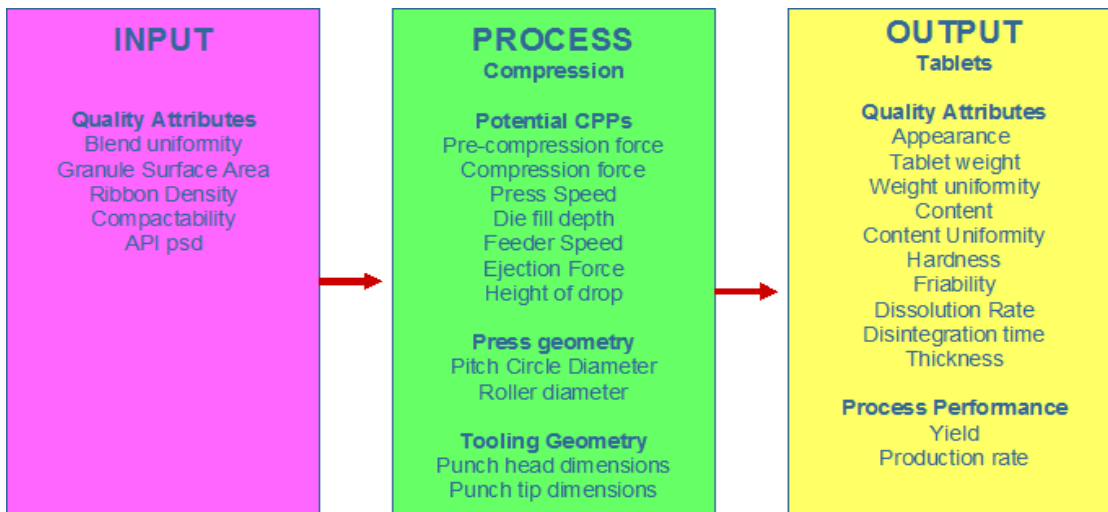 INPUT
Quality Attributes
Blend uniformity
Granule Surface Area
Ribbon Density
Compactability
API psd
PROCESS
Compression
Potential CPPs
Pre-compression force
Compression force
Press Speed
Die fill depth
Feeder Speed
Ejection Force
Height of drop
Press geometry
Pitch Circle Diameter
Roller diameter
Tooling Geometry
Punch head dimensions
Punch tip dimensions
OUTPUT
Tablets
Quality Attributes
Appearance
Tablet weight
Weight uniformity
Content
Content Uniformity
Hardness
Friability
Dissolution Rate
Disintegration time
Thickness
Process Performance
Yield
Production rate